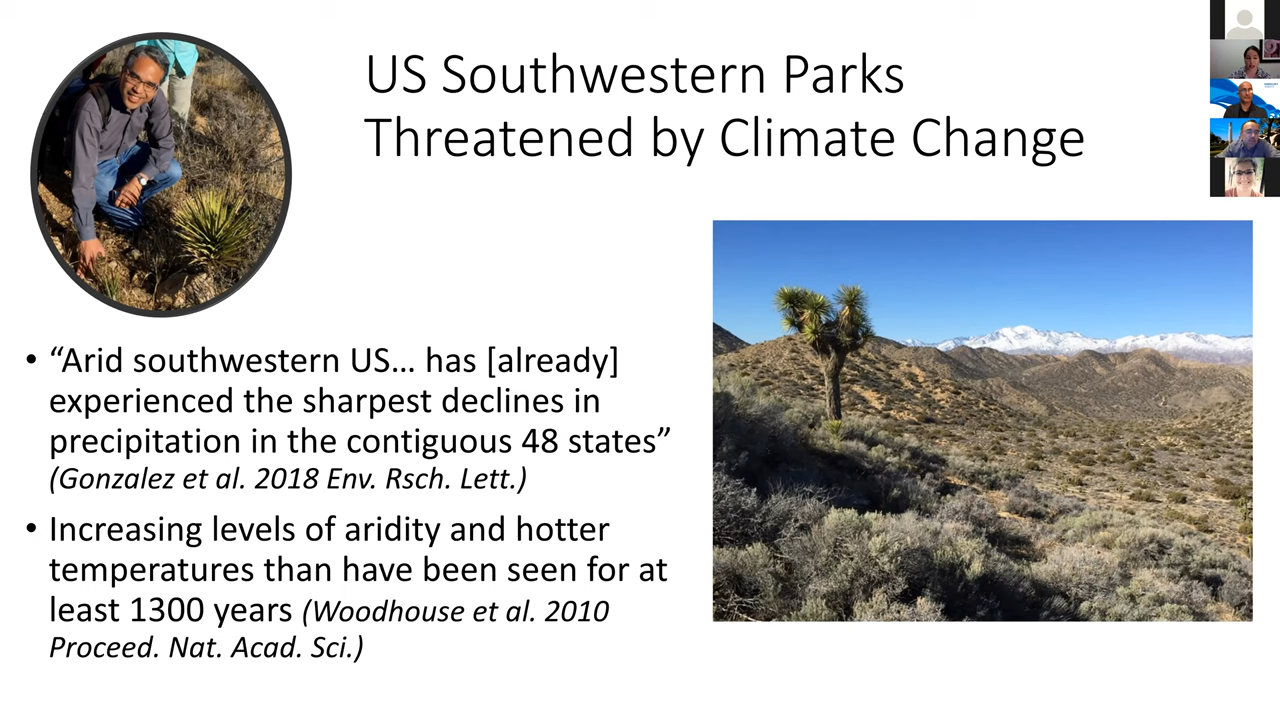 US Southwestern Parks
Threatened by Climate Change
• “Arid southwestern US… has [already]
experienced the sharpest declines in
precipitation in the contiguous 48 states”
(Gonzalez et al. 2018 Env. Rsch. Lett.)
• Increasing levels of aridity and hotter
temperatures than have been seen for at
least 1300 years (Woodhouse et al. 2010
Proceed. Nat. Acad. Sci.)